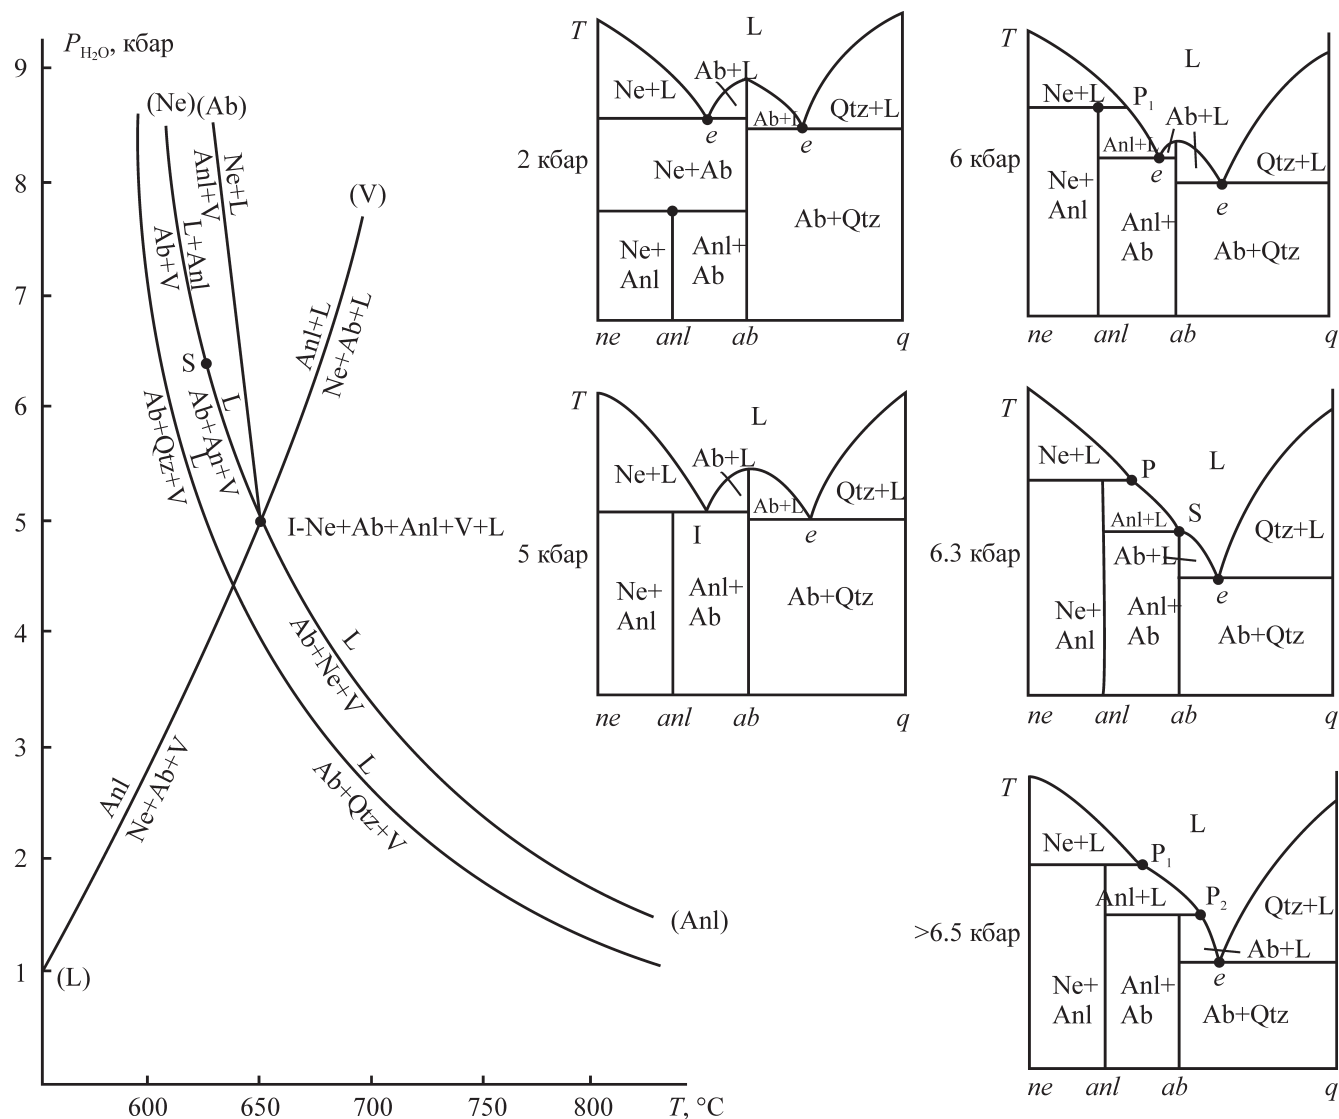 P H₂O, кбар
9
8
7
6
5
4
3
2
1
600
650
700
750
800
T, °C
(Ne)
(Ab)
(V)
Anl+V
Ne+L
Ab+V
L+Anl
S
Anl+L
Ne+Ab+L
L
Ab+An+V
L
Ab+Qtz+V
I-Ne+Ab+Anl+V+L
L
Ab+Ne+V
L
Ab+Qtz+V
Anl
Ne+Ab+V
(L)
(Anl)
2 кбар
T
L
Ne+L
Ab+L
Ab+L
Qtz+L
e
e
Ne+Ab
Ab+Qtz
Ne+
Anl
Anl+
Ab
ne
anl
ab
q
5 кбар
T
L
Ne+L
Ab+L
Ab+L
Qtz+L
I
e
Ne+
Anl
Anl+
Ab
Ab+Qtz
ne
anl
ab
q
6 кбар
T
L
Ne+L
P₁
Ab+L
Anl+L
Qtz+L
e
e
Ne+
Anl
Anl+
Ab
Ab+Qtz
ne
anl
ab
q
6.3 кбар
T
L
Ne+L
P
S
Anl+L
Ab+L
Qtz+L
e
Ne+
Anl
Anl+
Ab
Ab+Qtz
ne
anl
ab
q
>6.5 кбар
T
L
Ne+L
P₁
Anl+L
P₂
Qtz+L
Ab+L
e
Ne+
Anl
Anl+
Ab
Ab+Qtz
ne
anl
ab
q